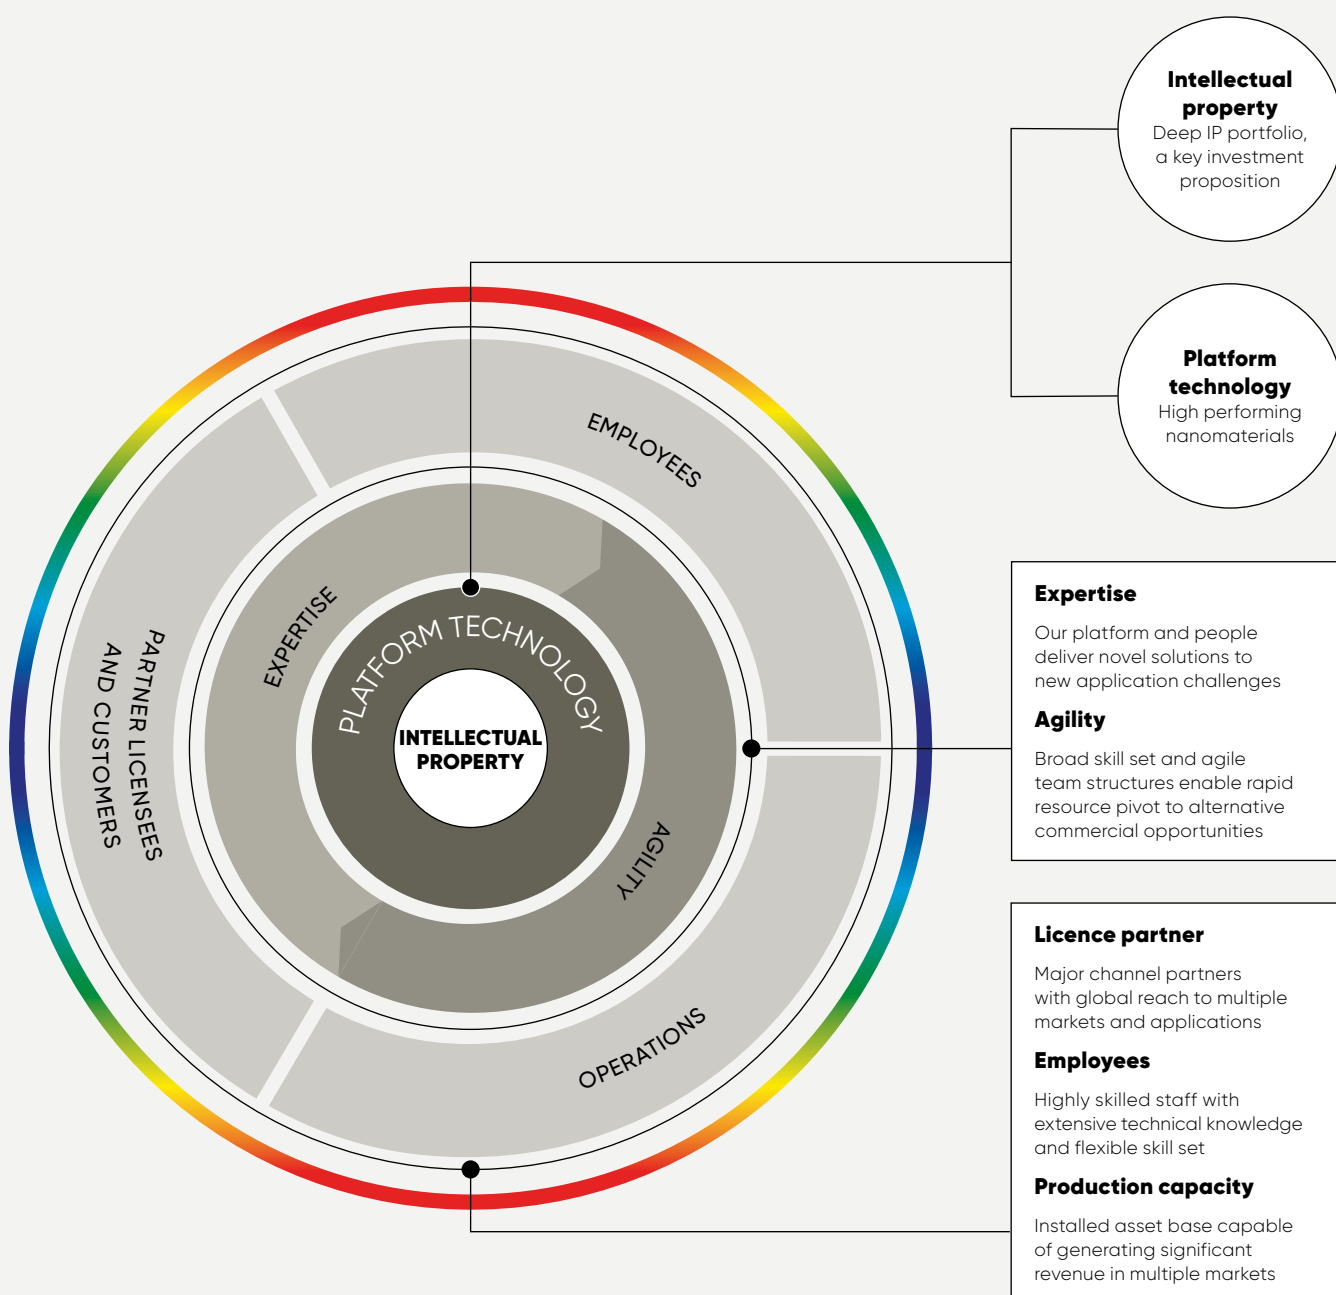 Intellectual
property
Deep IP portfolio,
a key investment
proposition
Platform
technology
High performing
nanomaterials
EMPLOYEES
EXPERTISE
PLATFORM TECHNOLOGY
INTELLECTUAL
PROPERTY
PARTNER LICENSEES
AND CUSTOMERS
AGILITY
OPERATIONS
Expertise
Our platform and people
deliver novel solutions to
new application challenges
Agility
Broad skill set and agile
team structures enable rapid
resource pivot to alternative
commercial opportunities
Licence partner
Major channel partners
with global reach to multiple
markets and applications
Employees
Highly skilled staff with
extensive technical knowledge
and flexible skill set
Production capacity
Installed asset base capable
of generating significant
revenue in multiple markets